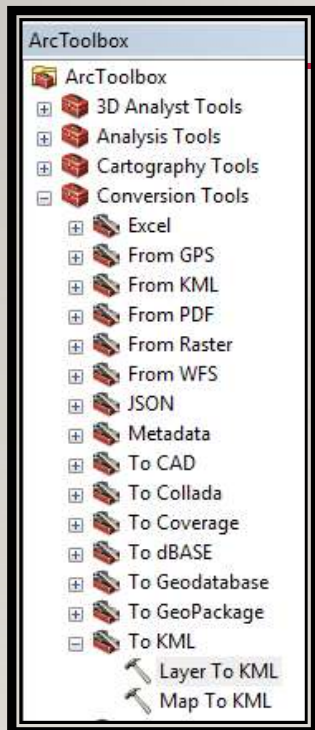 ArcToolbox
ArcToolbox
3D Analyst Tools
Analysis Tools
Cartography Tools
Conversion Tools
Excel
From GPS
From KML
From PDF
From Raster
From WFS
JSON
Metadata
To CAD
To Collada
To Coverage
To dBASE
To Geodatabase
To GeoPackage
To KML
Layer To KML
Map To KML